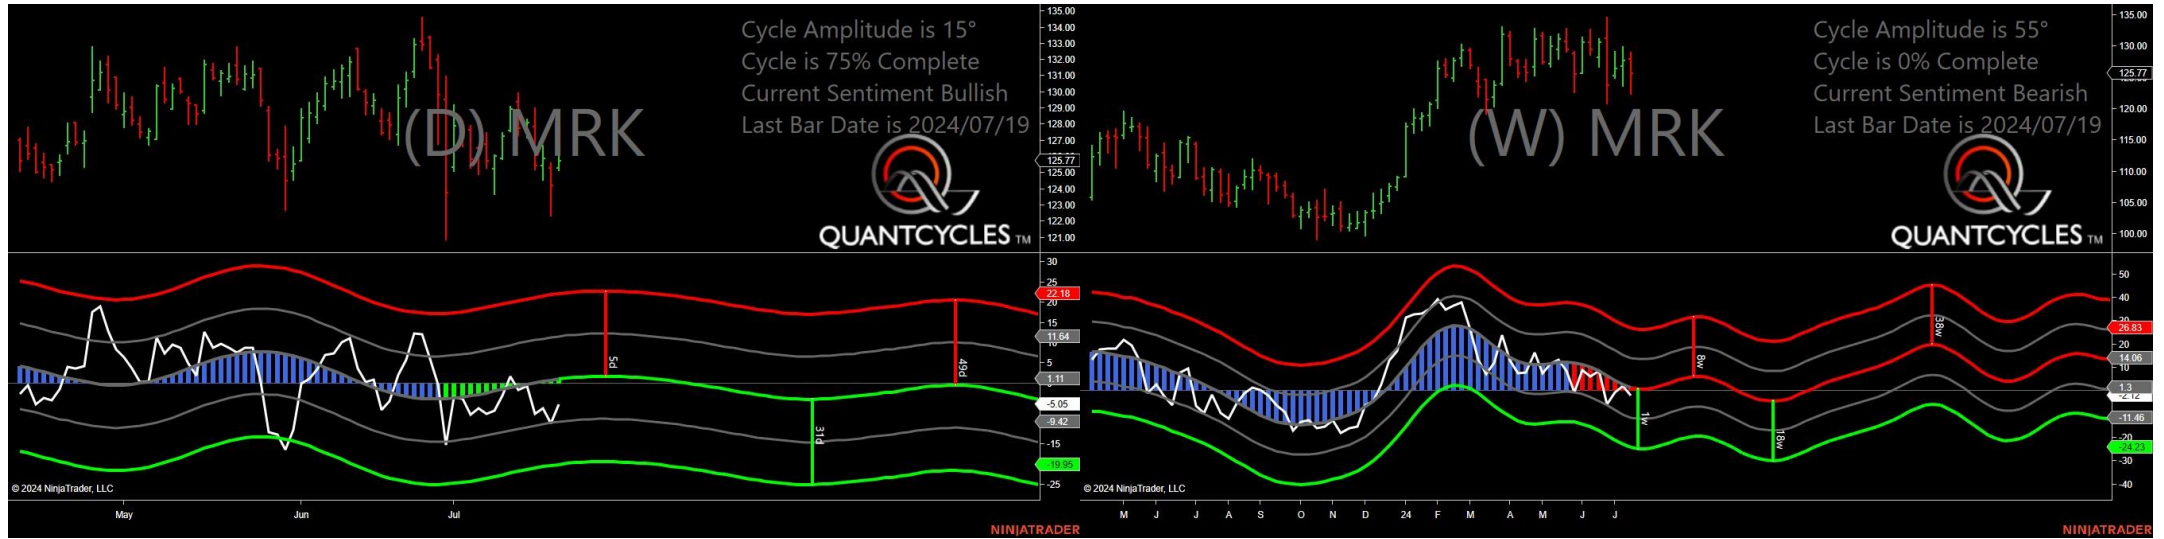 Cycle Amplitude is 15°
Cycle is 75% Complete
Current Sentiment Bullish
Last Bar Date is 2024/07/19
(D) MRK
QUANTCYCLES TM
135.00
134.00
133.00
132.00
131.00
130.00
129.00
128.00
127.00
125.77
125.00
124.00
123.00
122.00
121.00
30
22.18
20
15
11.64
10
5
1.11
-5.05
-9.42
-15
-19.95
-25
5d
31d
49d
© 2024 NinjaTrader, LLC
May Jun Jul
NINJATRADER
Cycle Amplitude is 55°
Cycle is 0% Complete
Current Sentiment Bearish
Last Bar Date is 2024/07/19
(W) MRK
QUANTCYCLES TM
135.00
130.00
125.77
120.00
115.00
110.00
105.00
100.00
50
40
26.83
20
14.06
10
1.3
-2.12
-11.46
-20
-24.23
-30
-40
1w
8w
18w
38w
© 2024 NinjaTrader, LLC
M J J A S O N D 24 F M A M J J
NINJATRADER